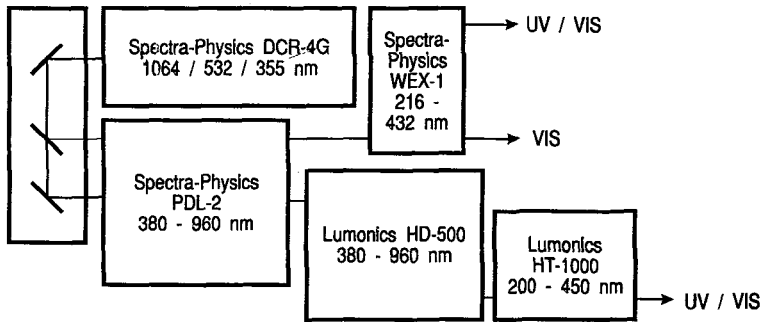 Spectra-Physics DCR-4G
1064 / 532 / 355 nm
Spectra-
Physics
WEX-1
216 -
432 nm
UV / VIS
VIS
Spectra-Physics
PDL-2
380 - 960 nm
Lumonics HD-500
380 - 960 nm
Lumonics
HT-1000
200 - 450 nm
UV / VIS